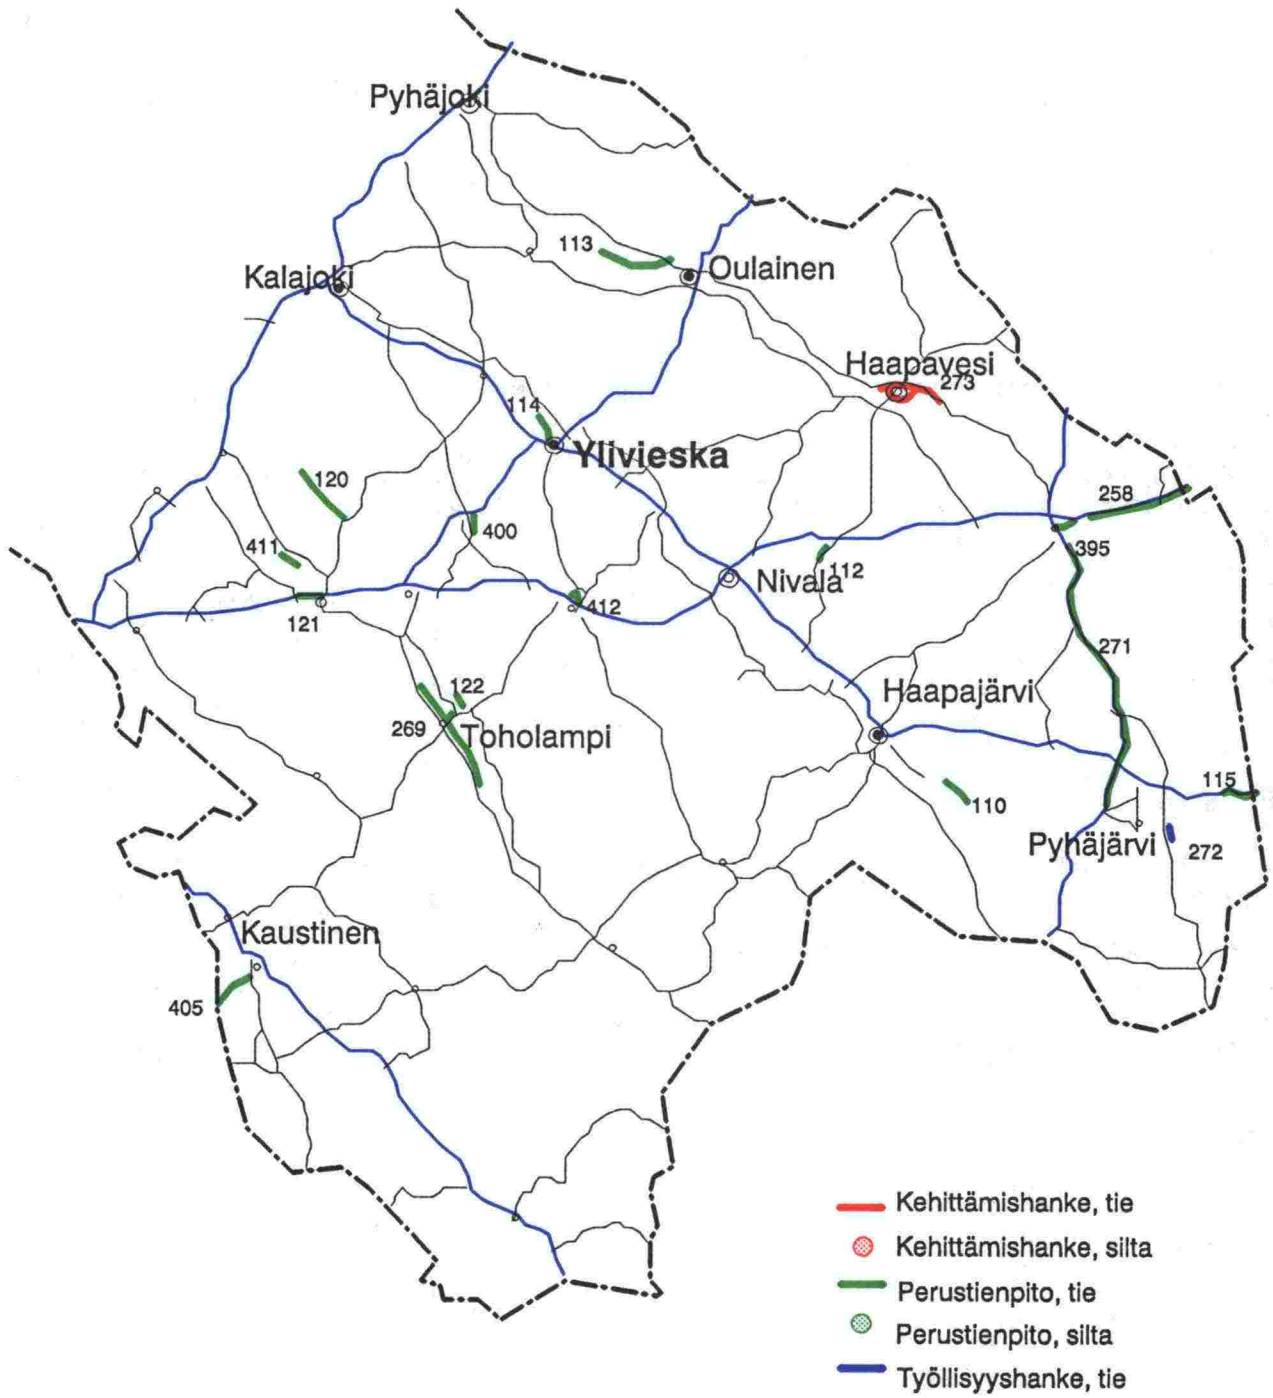 Pyhäjoki
113
Oulainen
Kalajoki
Haapavesi
273
114
Ylivieska
120
258
400
411
395
112
Nivala
412
121
271
122
Haapajärvi
269
Toholampi
115
110
Pyhäjärvi
272
Kaustinen
405
Kehittämishanke, tie
Kehittämishanke, silta
Perustienpito, tie
Perustienpito, silta
Työllisyyshanke, tie